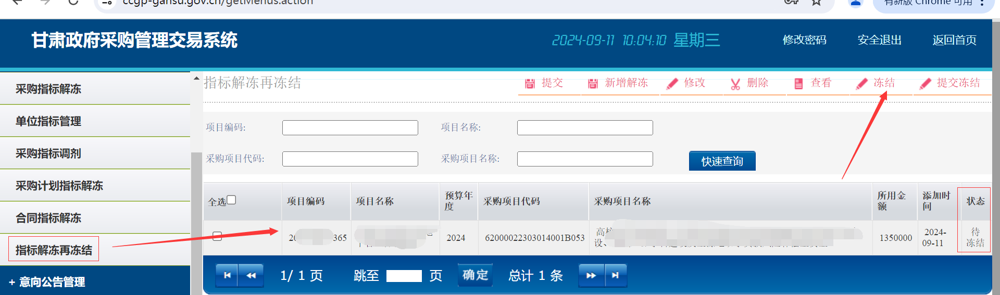 ccgp-gansu.gov.cn/getMenus.action
有新版 Chrome 可用
甘肃政府采购管理交易系统
2024-09-11 10:04:10 星期三
修改密码
安全退出
返回首页
采购指标解冻
单位指标管理
采购指标调剂
采购计划指标解冻
合同指标解冻
指标解冻再冻结
+ 意向公告管理
指标解冻再冻结
提交
新增解冻
修改
删除
查看
冻结
提交冻结
项目编码:
项目名称:
采购项目代码:
采购项目名称:
快速查询
全选
项目编码
项目名称
预算年
度
采购项目代码
采购项目名称
所用金
额
添加时
间
状态
20 365
2024
62000022303014001B053
高校
设、
1350000
2024-
09-11
待
冻结
1/ 1 页
跳至 页
确定
总计 1 条